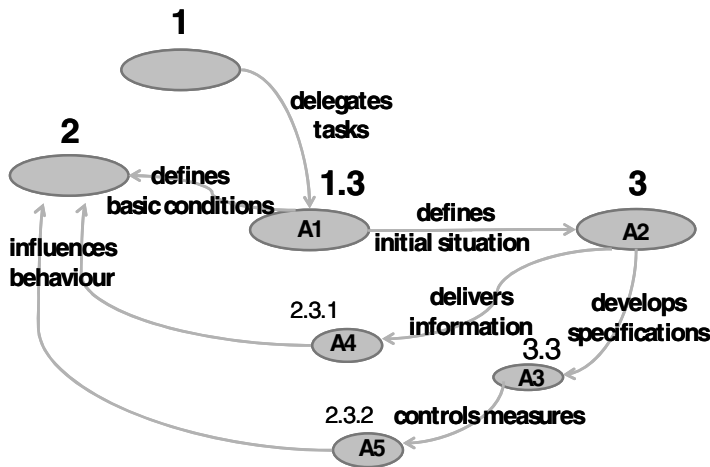 1
delegates
tasks
2
defines
basic conditions
1.3
A1
defines
initial situation
3
A2
influences
behaviour
2.3.1
A4
delivers
information
develops
specifications
3.3
A3
2.3.2
controls measures
A5